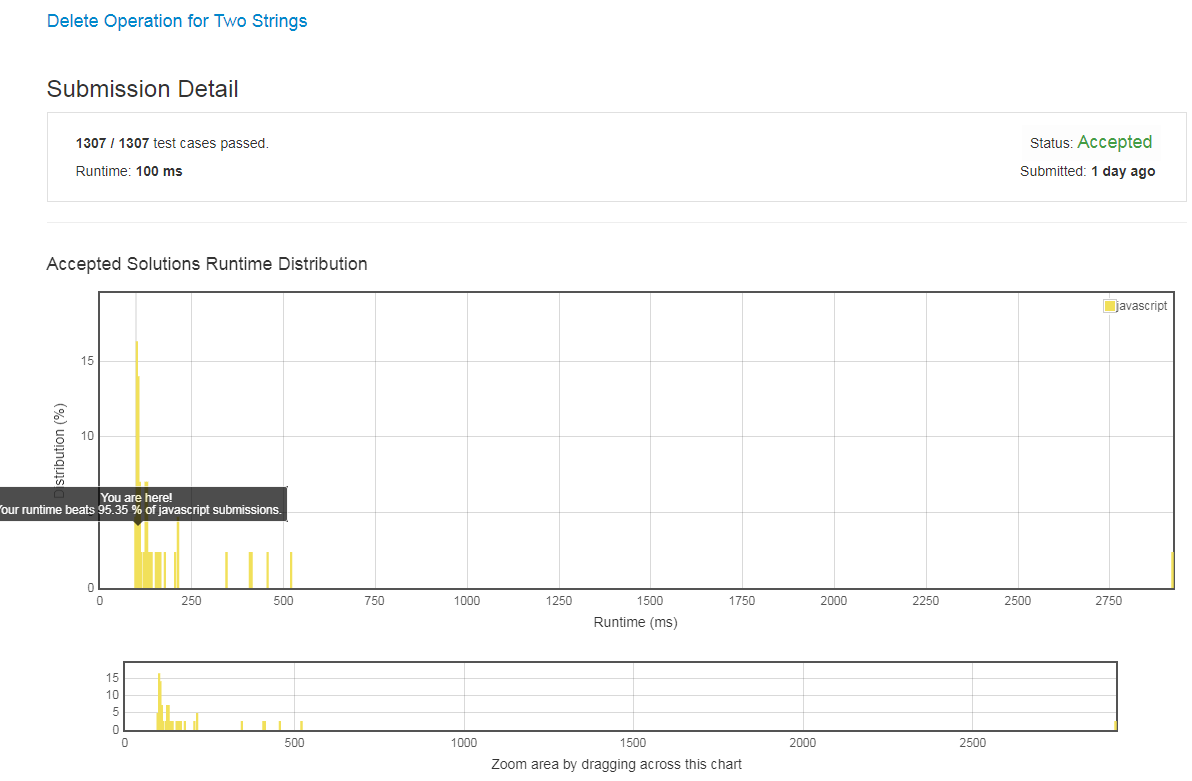 Delete Operation for Two Strings
Submission Detail
1307 / 1307 test cases passed.
Status: Accepted
Runtime: 100 ms
Submitted: 1 day ago
Accepted Solutions Runtime Distribution
javascript
15
10
Distribution (%)
You are here!
Your runtime beats 95.35 % of javascript submissions.
0
0 250 500 750 1000 1250 1500 1750 2000 2250 2500 2750
Runtime (ms)
15
10
5
0
0 500 1000 1500 2000 2500
Zoom area by dragging across this chart